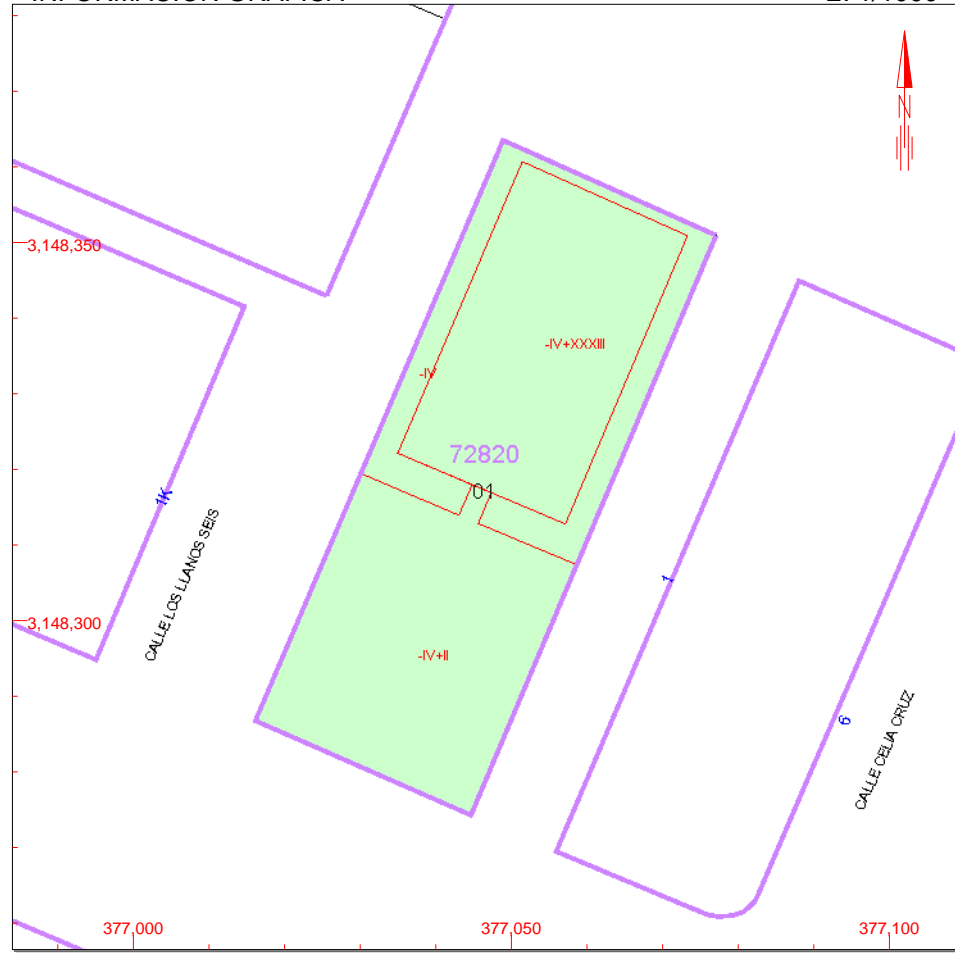 N
3,148,350
-IV+XXXIII
-IV
72820
01
1K
CALLE LOS LLANOS SEIS
1
3,148,300
-IV+II
6
CALLE CELIA CRUZ
377,000
377,050
377,100